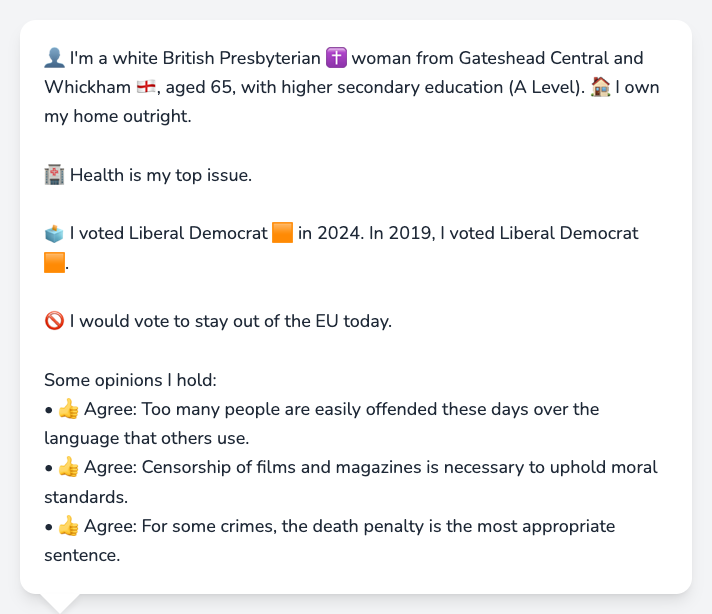 👤 I'm a white British Presbyterian ✝️ woman from Gateshead Central and
Whickham 🏴󠁧󠁢󠁥󠁮󠁧󠁿, aged 65, with higher secondary education (A Level). 🏠 I own
my home outright.
🏥 Health is my top issue.
🗳️ I voted Liberal Democrat 🟧 in 2024. In 2019, I voted Liberal Democrat
🟧.
🚫 I would vote to stay out of the EU today.
Some opinions I hold:
• 👍 Agree: Too many people are easily offended these days over the
language that others use.
• 👍 Agree: Censorship of films and magazines is necessary to uphold moral
standards.
• 👍 Agree: For some crimes, the death penalty is the most appropriate
sentence.